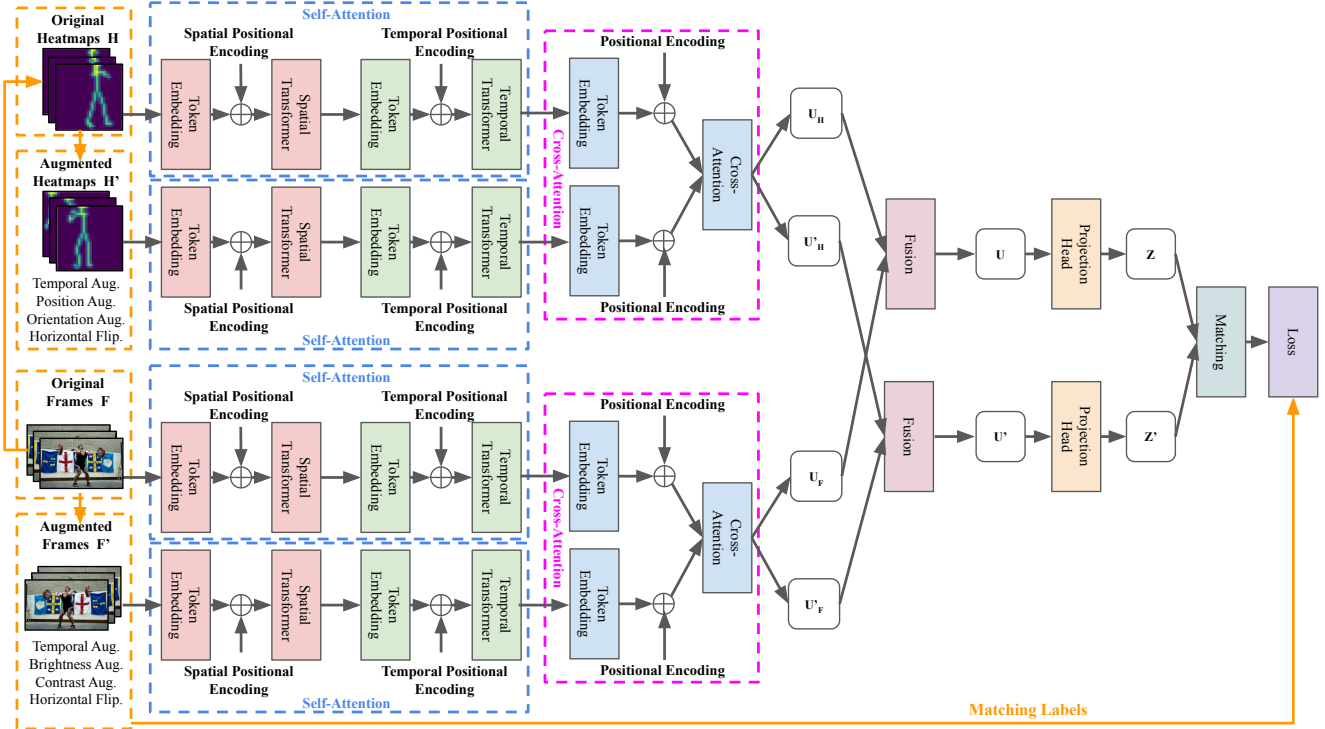 Original
Heatmaps H
Augmented
Heatmaps H'
Temporal Aug.
Position Aug.
Orientation Aug.
Horizontal Flip.
Original
Frames F
Augmented
Frames F'
Temporal Aug.
Brightness Aug.
Contrast Aug.
Horizontal Flip.
Self-Attention
Spatial Positional
Encoding
Temporal Positional
Encoding
Token
Embedding
Spatial
Transformer
Token
Embedding
Temporal
Transformer
Token
Embedding
Spatial
Transformer
Token
Embedding
Temporal
Transformer
Spatial Positional
Encoding
Temporal Positional
Encoding
Self-Attention
Positional Encoding
Cross-Attention
Token
Embedding
Token
Embedding
Cross-
Attention
Positional Encoding
Self-Attention
Spatial Positional
Encoding
Temporal Positional
Encoding
Token
Embedding
Spatial
Transformer
Token
Embedding
Temporal
Transformer
Token
Embedding
Spatial
Transformer
Token
Embedding
Temporal
Transformer
Spatial Positional
Encoding
Temporal Positional
Encoding
Self-Attention
Positional Encoding
Cross-Attention
Token
Embedding
Token
Embedding
Cross-
Attention
Positional Encoding
U_H
U'_H
U_F
U'_F
Fusion
U
Projection
Head
Z
Fusion
U'
Projection
Head
Z'
Matching
Loss
Matching Labels